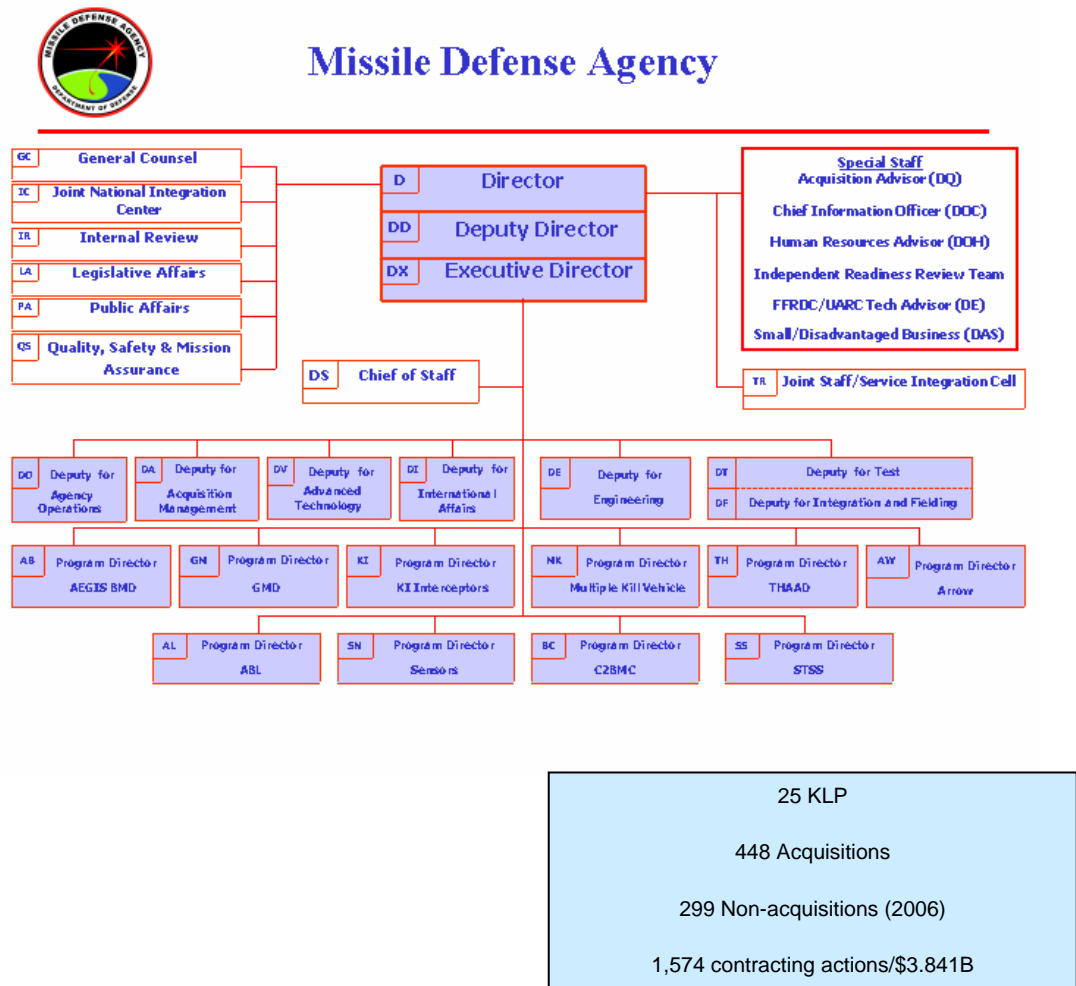 MISSILE DEFENSE AGENCY
DEPARTMENT OF DEFENSE
Missile Defense Agency
GC General Counsel
IC Joint National Integration
Center
IR Internal Review
LA Legislative Affairs
PA Public Affairs
QS Quality, Safety & Mission
Assurance
D Director
DD Deputy Director
DX Executive Director
Special Staff
Acquisition Advisor (DQ)
Chief Information Officer (DOC)
Human Resources Advisor (DOH)
Independent Readiness Review Team
FFRDC/UARC Tech Advisor (DE)
Small/Disadvantaged Business (DAS)
DS Chief of Staff
TR Joint Staff/Service Integration Cell
DO Deputy for
Agency
Operations
DA Deputy for
Acquisition
Management
DV Deputy for
Advanced
Technology
DI Deputy for
International
Affairs
DE Deputy for
Engineering
DT Deputy for Test
DF Deputy for Integration and Fielding
AB Program Director
AEGIS BMD
GM Program Director
GMD
KI Program Director
KI Interceptors
MK Program Director
Multiple Kill Vehicle
TH Program Director
THAAD
AW Program Director
Arrow
AL Program Director
ABL
SN Program Director
Sensors
BC Program Director
C2BMC
SS Program Director
STSS
25 KLP
448 Acquisitions
299 Non-acquisitions (2006)
1,574 contracting actions/$3.841B